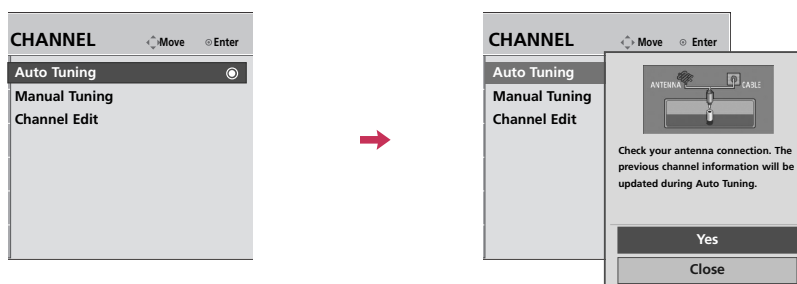 CHANNEL
Move
Enter
Auto Tuning
Manual Tuning
Channel Edit
CHANNEL
Move
Enter
Auto Tuning
Manual Tuning
Channel Edit
ANTENNA
CABLE
Check your antenna connection. The
previous channel information will be
updated during Auto Tuning.
Yes
Close